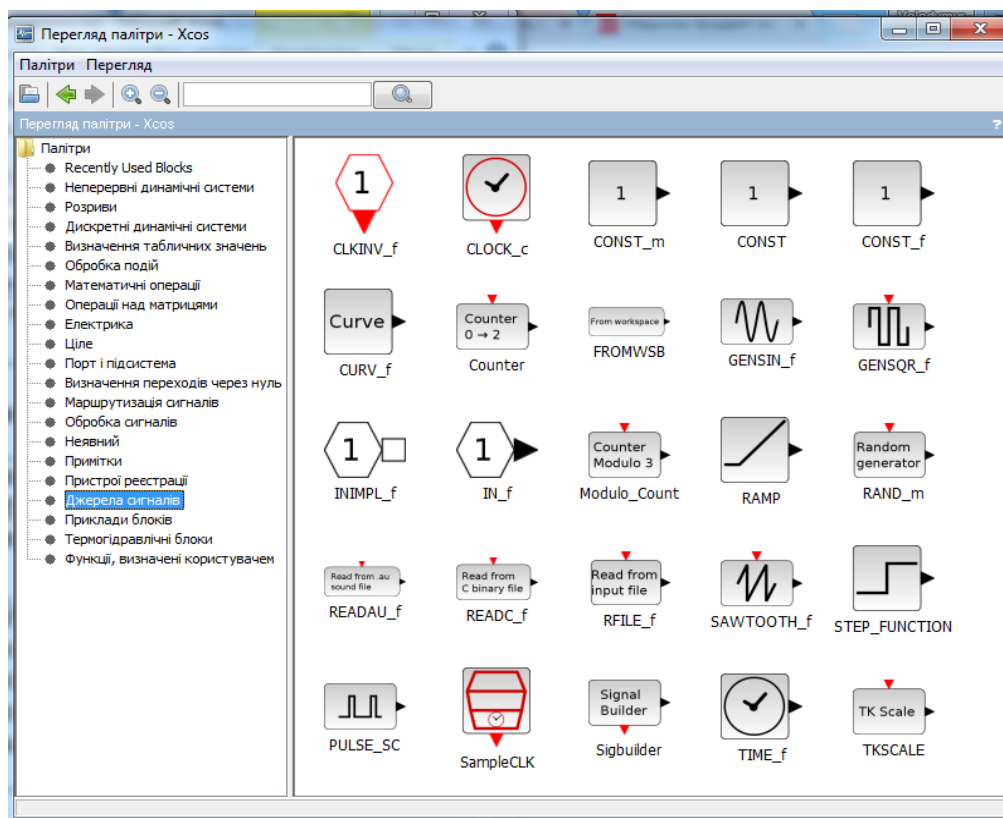 Перегляд палітри - Xcos
Палітри Перегляд
Перегляд палітри - Xcos ?
Палітри
Recently Used Blocks
Неперервні динамічні системи
Розриви
Дискретні динамічні системи
Визначення табличних значень
Обробка подій
Математичні операції
Операції над матрицями
Електрика
Ціле
Порт і підсистема
Визначення переходів через нуль
Маршрутизація сигналів
Обробка сигналів
Неявний
Примітки
Пристрої реєстрації
Джерела сигналів
Приклади блоків
Термогідравлічні блоки
Функції, визначені користувачем
1 1 1 1
CLKINV_f CLOCK_c CONST_m CONST CONST_f
Curve
Counter
0 → 2
From workspace
CURV_f Counter FROMWSB GENSIN_f GENSQR_f
1 1
Counter
Modulo 3
Random
generator
INIMPL_f IN_f Modulo_Count RAMP RAND_m
Read from .au
sound file
Read from
C binary file
Read from
input file
READAU_f READC_f RFILE_f SAWTOOTH_f STEP_FUNCTION
Signal
Builder
TK Scale
PULSE_SC SampleCLK Sigbuilder TIME_f TKSCALE